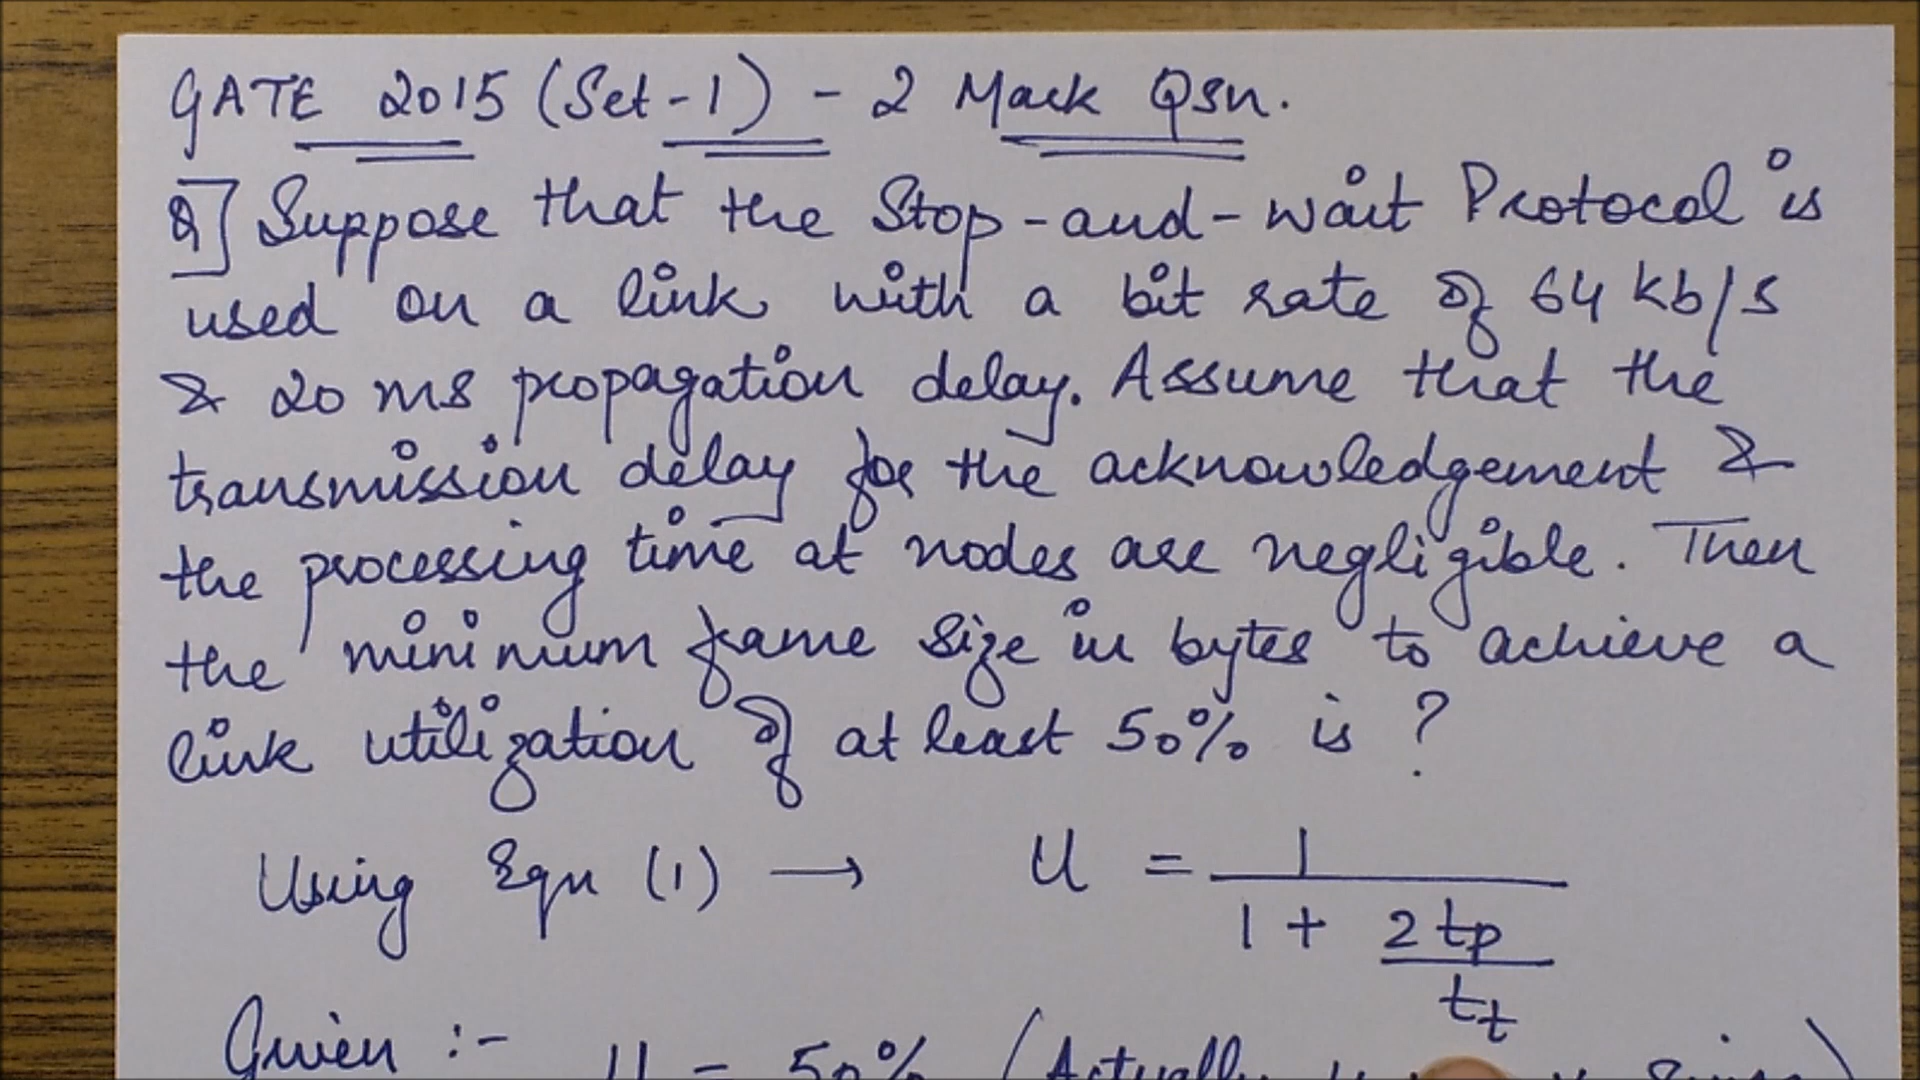 GATE 2015 (Set-1) - 2 Mark Qsn.
Q] Suppose that the Stop-and-wait Protocol is
used on a link with a bit rate of 64 kb/s
& 20 ms propagation delay. Assume that the
transmission delay for the acknowledgement &
the processing time at nodes are negligible. Then
the minimum frame size in bytes to achieve a
link utilization of at least 50% is ?
Using Eqn (1) → U = 1
1 + 2tp
tt
Given :- U = 50% (Actually